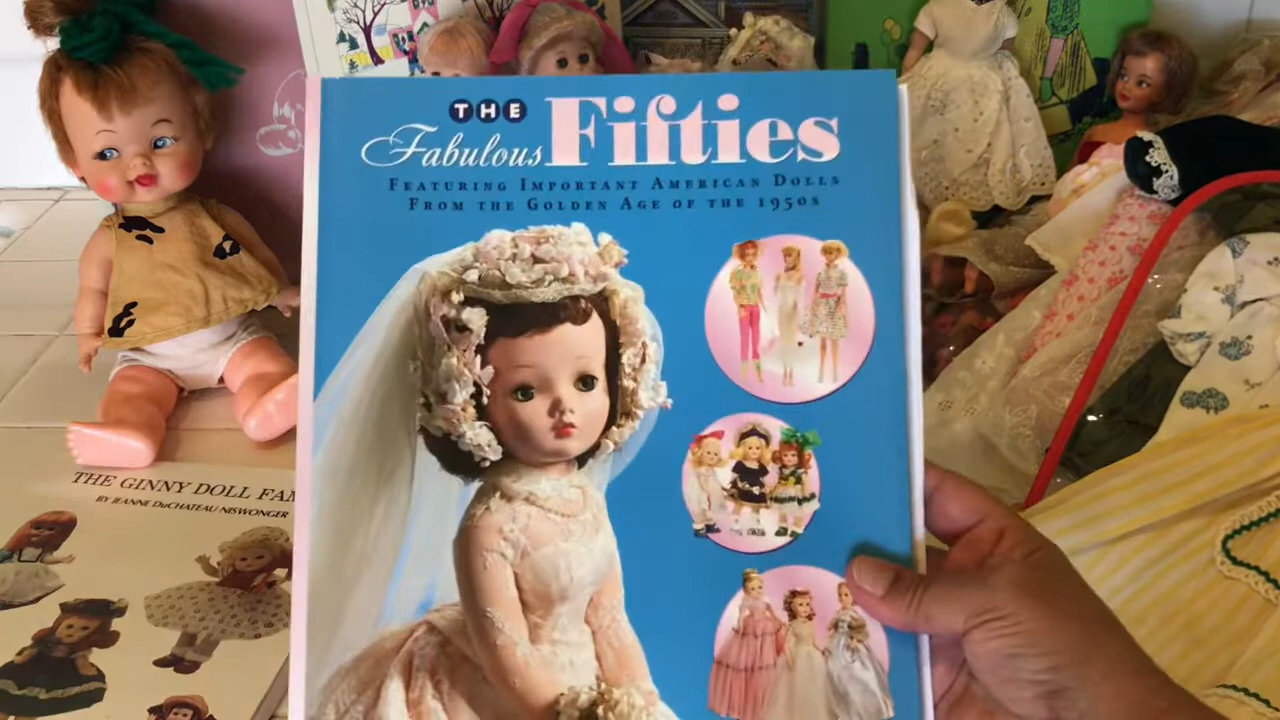 THE
Fabulous Fifties
FEATURING IMPORTANT AMERICAN DOLLS
FROM THE GOLDEN AGE OF THE 1950S
THE GINNY DOLL FAM
BY JEANNE DuCHATEAU NISWONGER